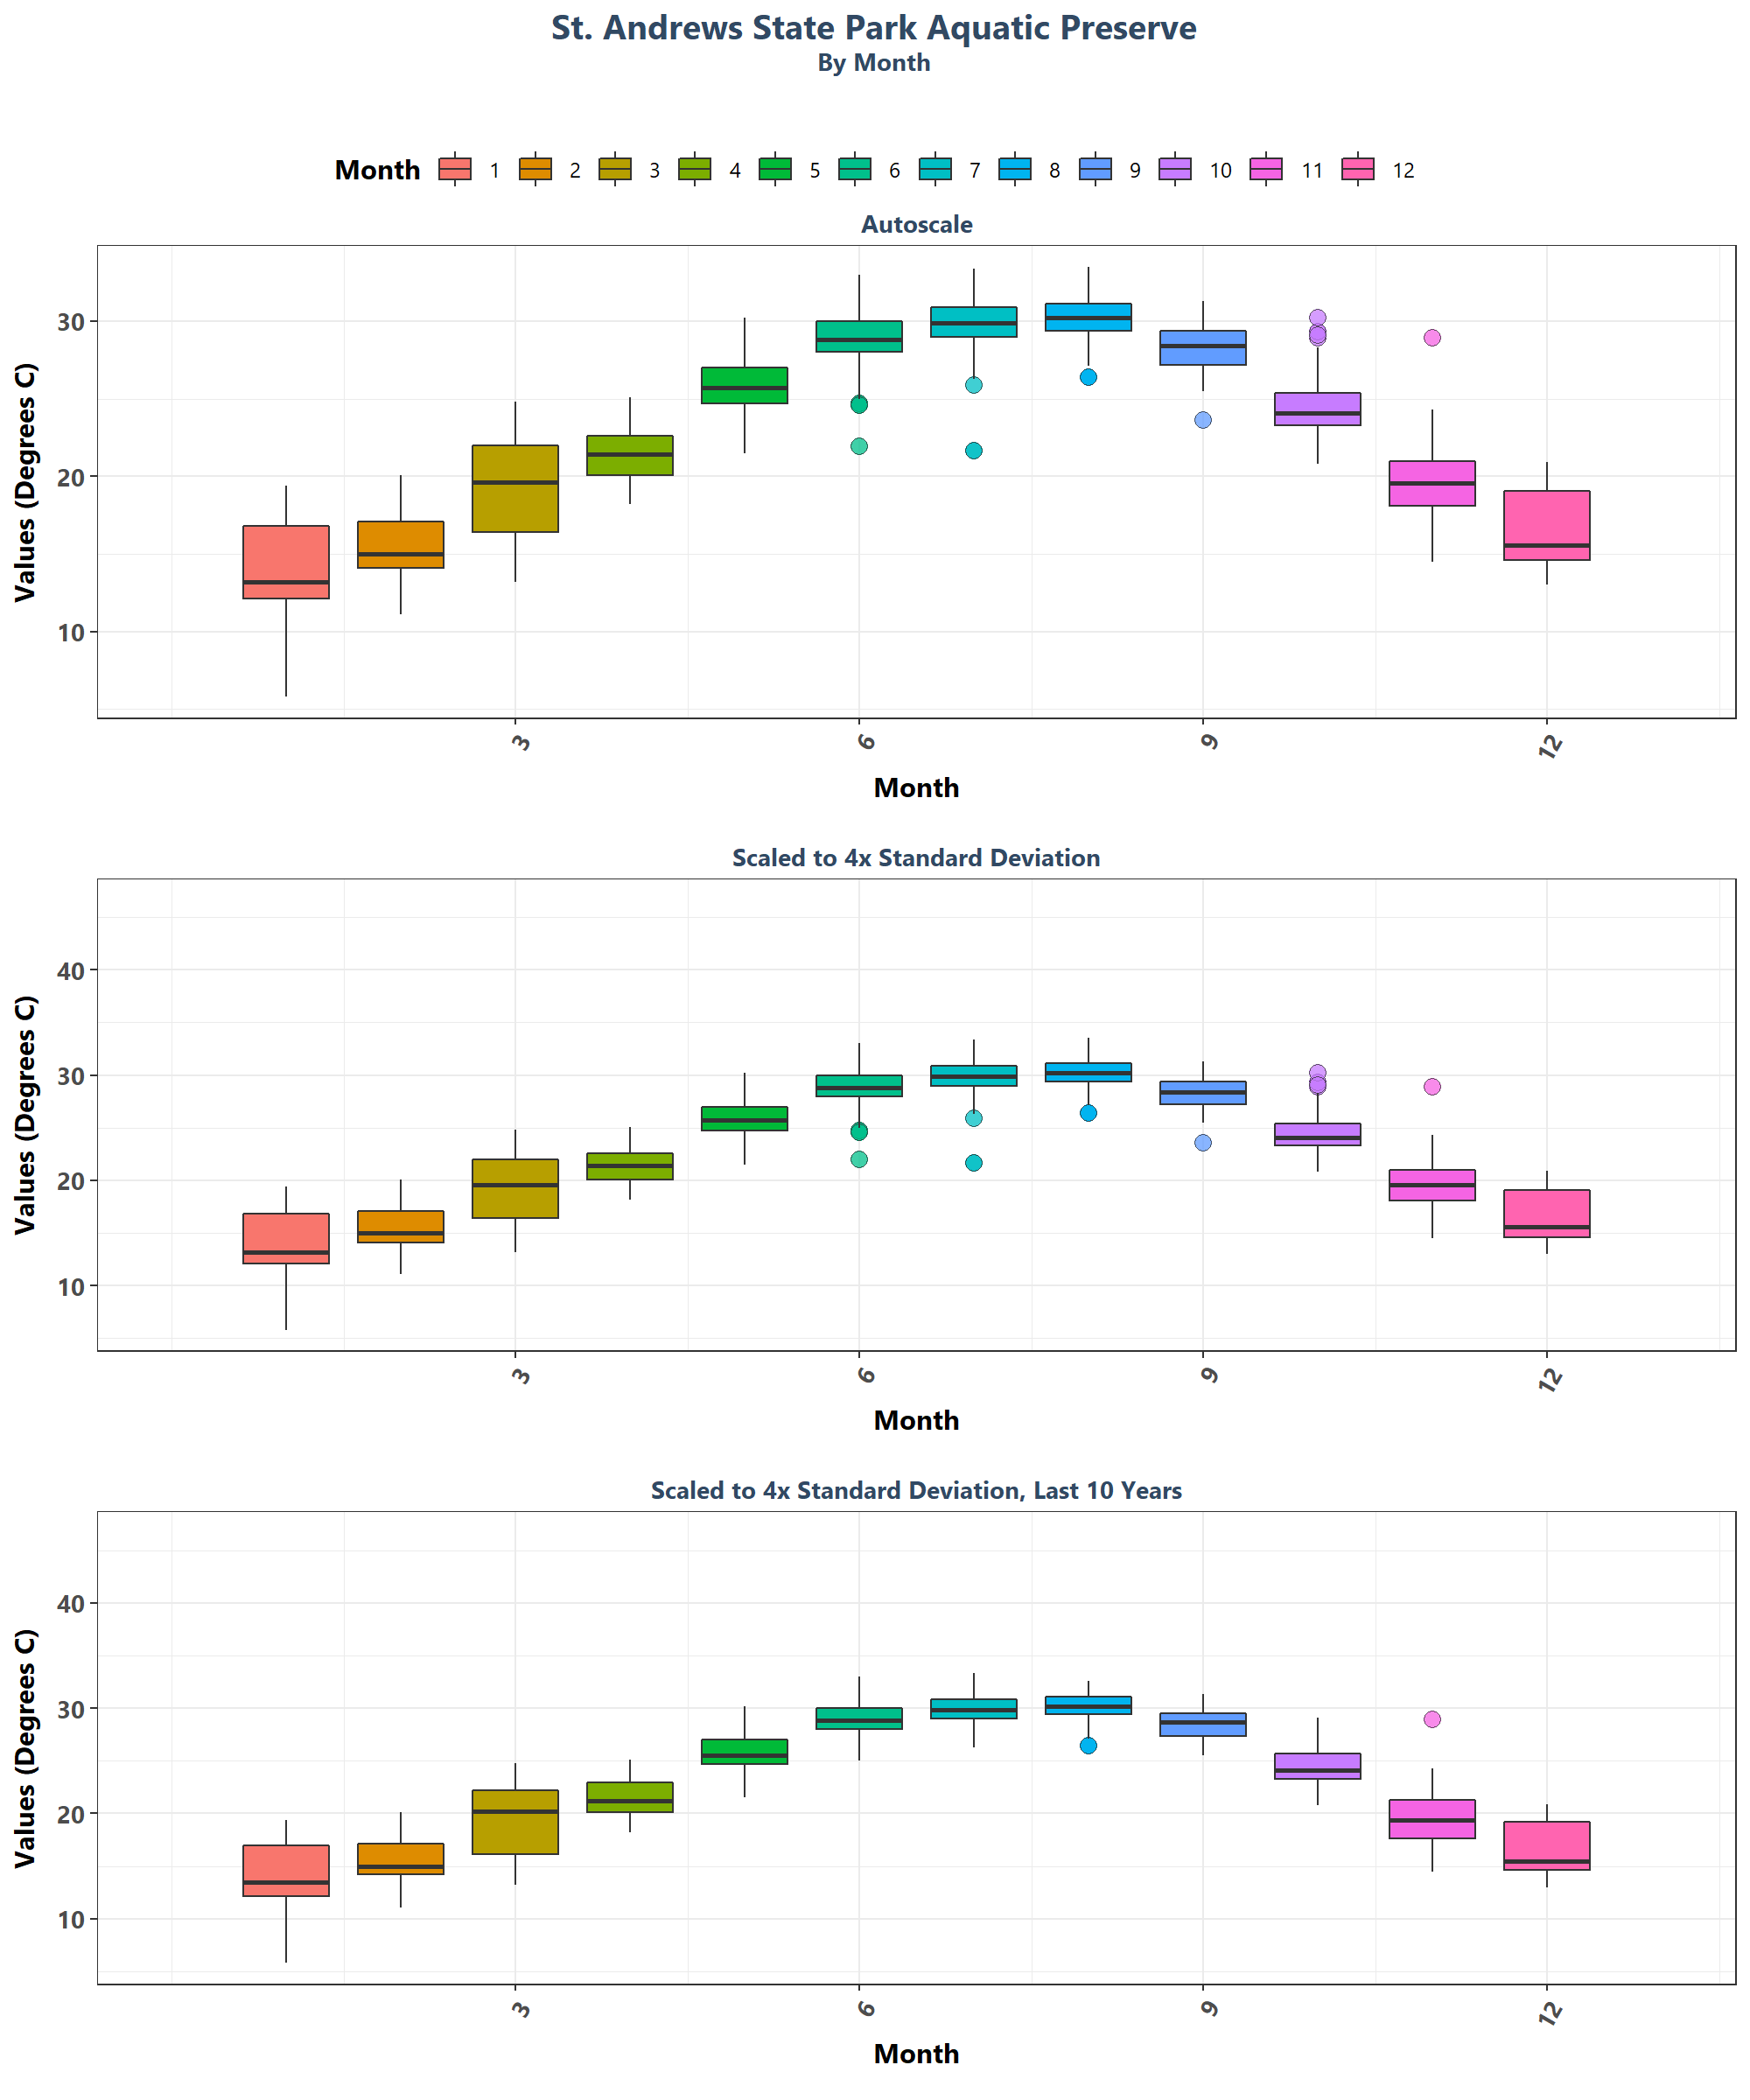 St. Andrews State Park Aquatic Preserve
By Month
Month 1 2 3 4 5 6 7 8 9 10 11 12
Autoscale
Values (Degrees C)
30
20
10
3 6 9 12
Month
Scaled to 4x Standard Deviation
Values (Degrees C)
40
30
20
10
3 6 9 12
Month
Scaled to 4x Standard Deviation, Last 10 Years
Values (Degrees C)
40
30
20
10
3 6 9 12
Month